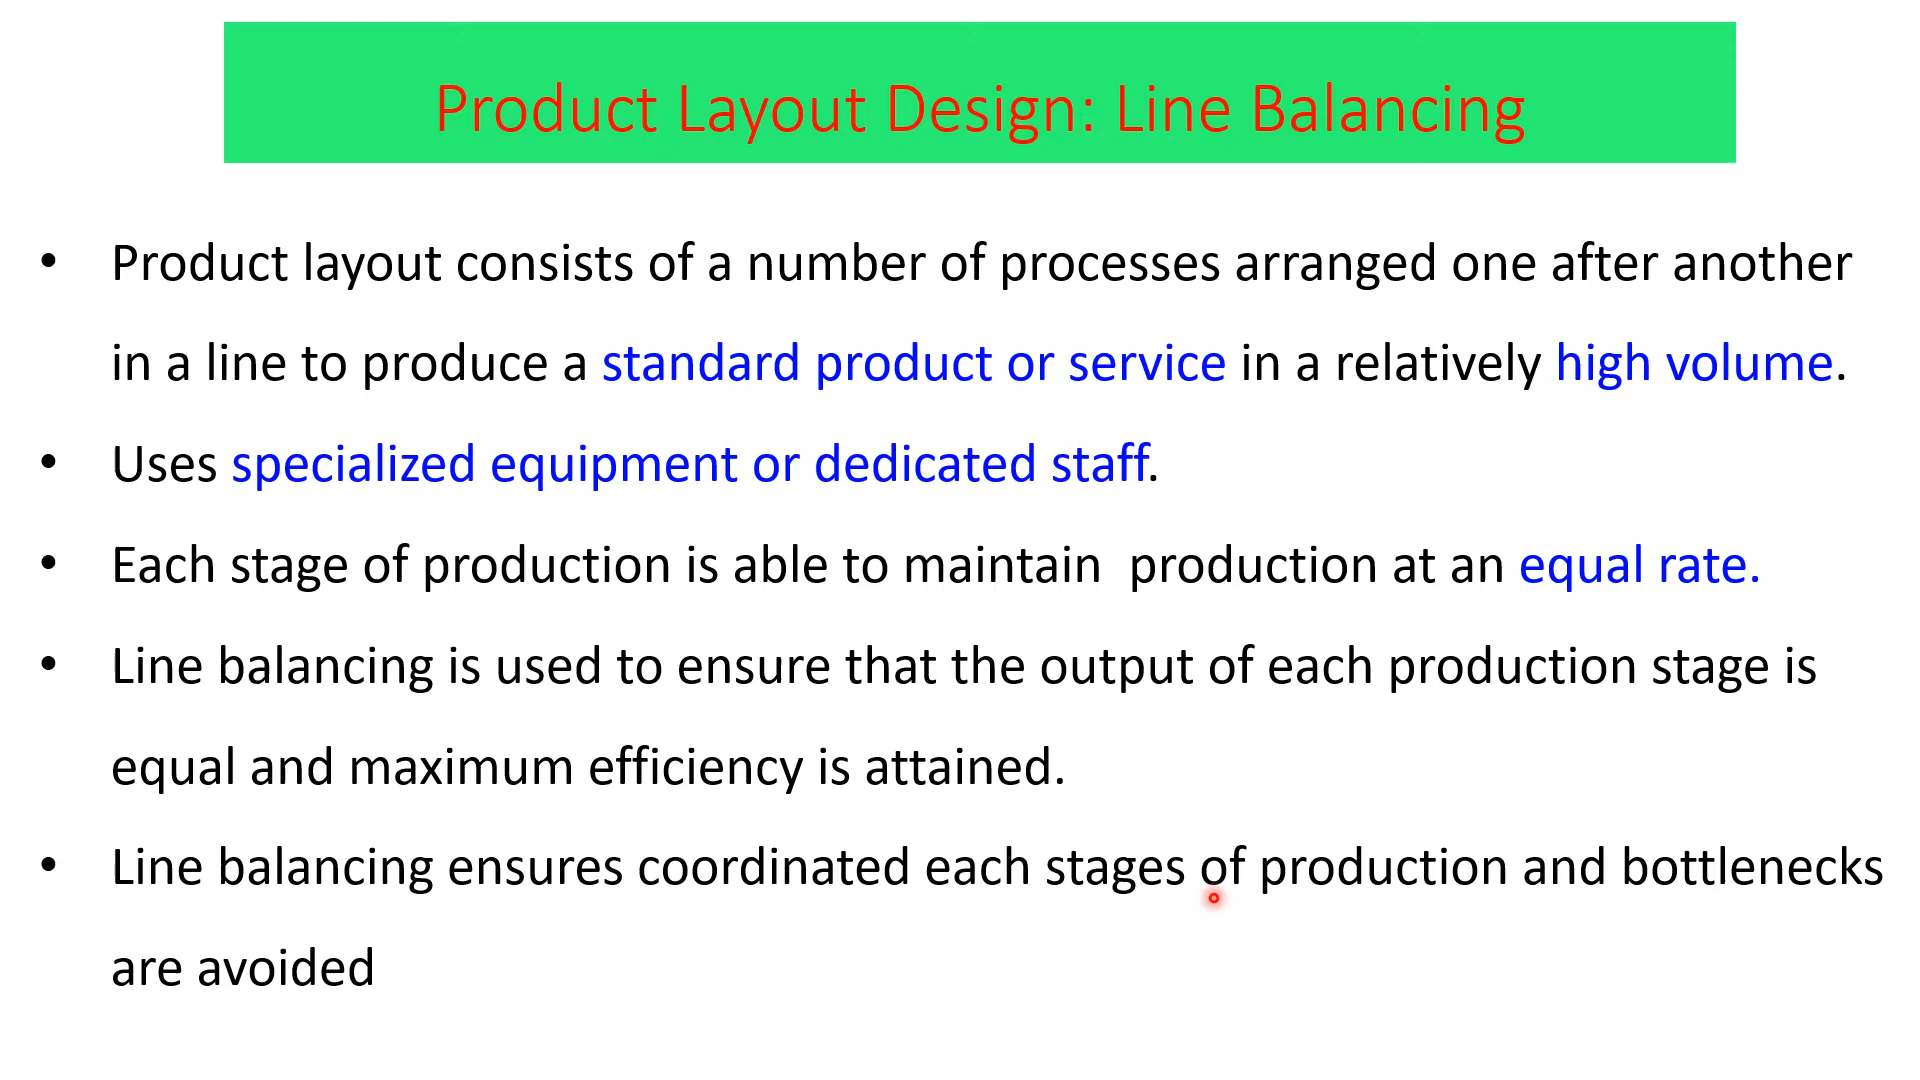 Product Layout Design: Line Balancing
• Product layout consists of a number of processes arranged one after another
in a line to produce a standard product or service in a relatively high volume.
• Uses specialized equipment or dedicated staff.
• Each stage of production is able to maintain  production at an equal rate.
• Line balancing is used to ensure that the output of each production stage is
equal and maximum efficiency is attained.
• Line balancing ensures coordinated each stages of production and bottlenecks
are avoided